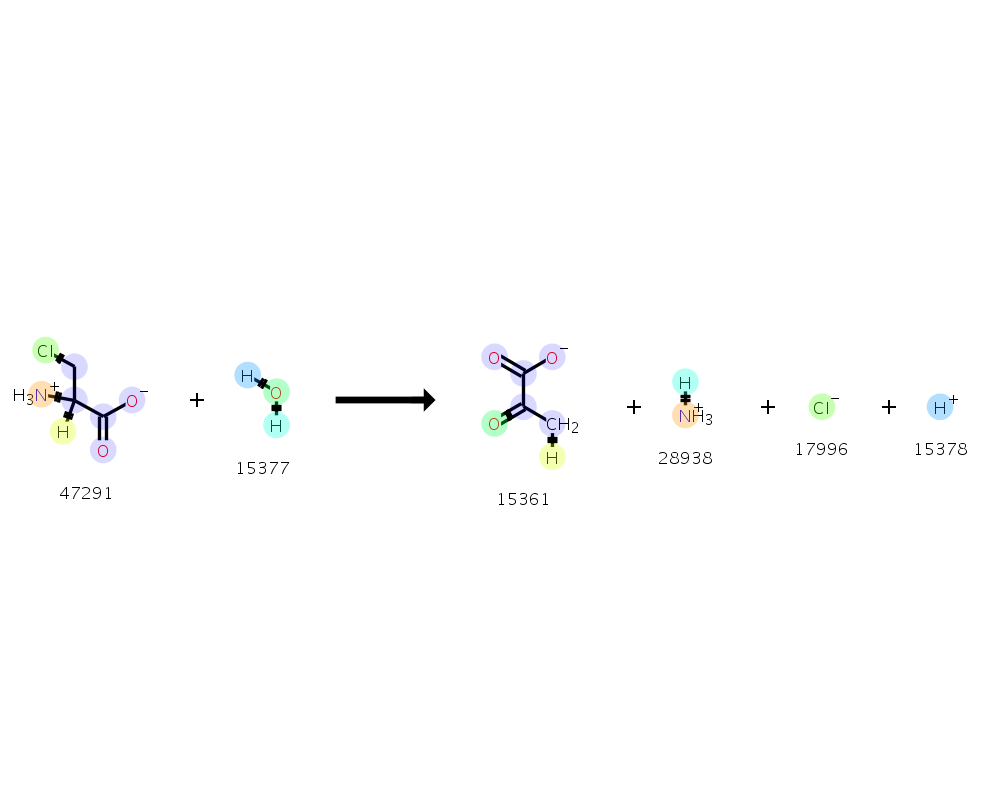 Cl
H3N+
H
O−
O
47291
+
H
O
H
15377
O
O−
O
CH2
H
15361
+
H
NH3+
28938
+
Cl−
17996
+
H+
15378